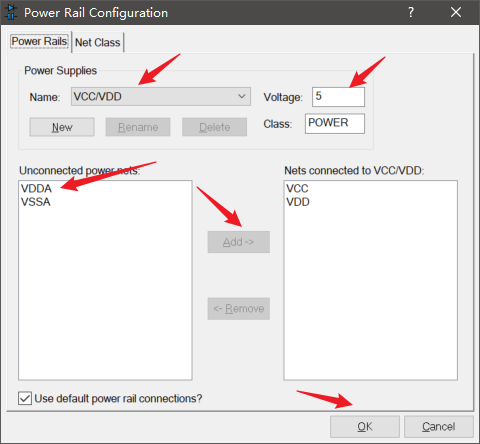 Power Rail Configuration
?
Power Rails
Net Class
Power Supplies
Name:
VCC/VDD
Voltage:
5
New
Rename
Delete
Class:
POWER
Unconnected power nets:
Nets connected to VCC/VDD:
VDDA
VSSA
VCC
VDD
Add ->
<- Remove
Use default power rail connections?
OK
Cancel